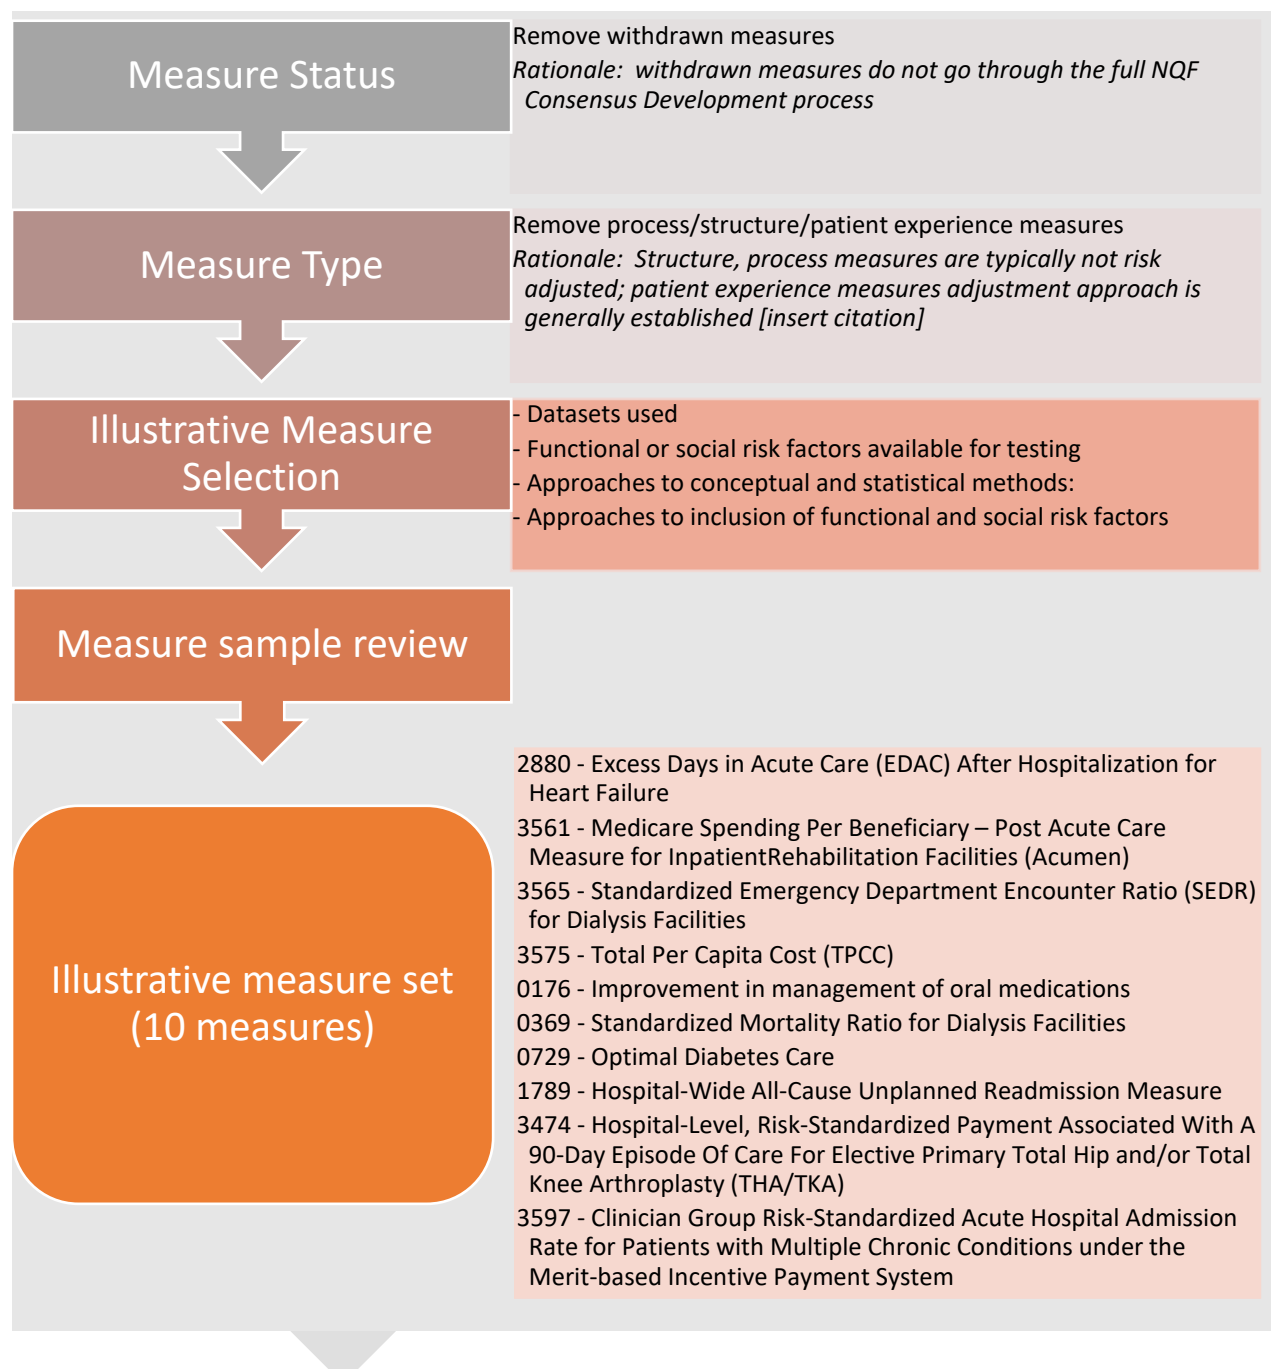 Measure Status
Remove withdrawn measures
Rationale:  withdrawn measures do not go through the full NQF
Consensus Development process
Measure Type
Remove process/structure/patient experience measures
Rationale:  Structure, process measures are typically not risk
adjusted; patient experience measures adjustment approach is
generally established [insert citation]
Illustrative Measure
Selection
- Datasets used
- Functional or social risk factors available for testing
- Approaches to conceptual and statistical methods:
- Approaches to inclusion of functional and social risk factors
Measure sample review
Illustrative measure set
(10 measures)
2880 - Excess Days in Acute Care (EDAC) After Hospitalization for
Heart Failure
3561 - Medicare Spending Per Beneficiary – Post Acute Care
Measure for InpatientRehabilitation Facilities (Acumen)
3565 - Standardized Emergency Department Encounter Ratio (SEDR)
for Dialysis Facilities
3575 - Total Per Capita Cost (TPCC)
0176 - Improvement in management of oral medications
0369 - Standardized Mortality Ratio for Dialysis Facilities
0729 - Optimal Diabetes Care
1789 - Hospital-Wide All-Cause Unplanned Readmission Measure
3474 - Hospital-Level, Risk-Standardized Payment Associated With A
90-Day Episode Of Care For Elective Primary Total Hip and/or Total
Knee Arthroplasty (THA/TKA)
3597 - Clinician Group Risk-Standardized Acute Hospital Admission
Rate for Patients with Multiple Chronic Conditions under the
Merit-based Incentive Payment System